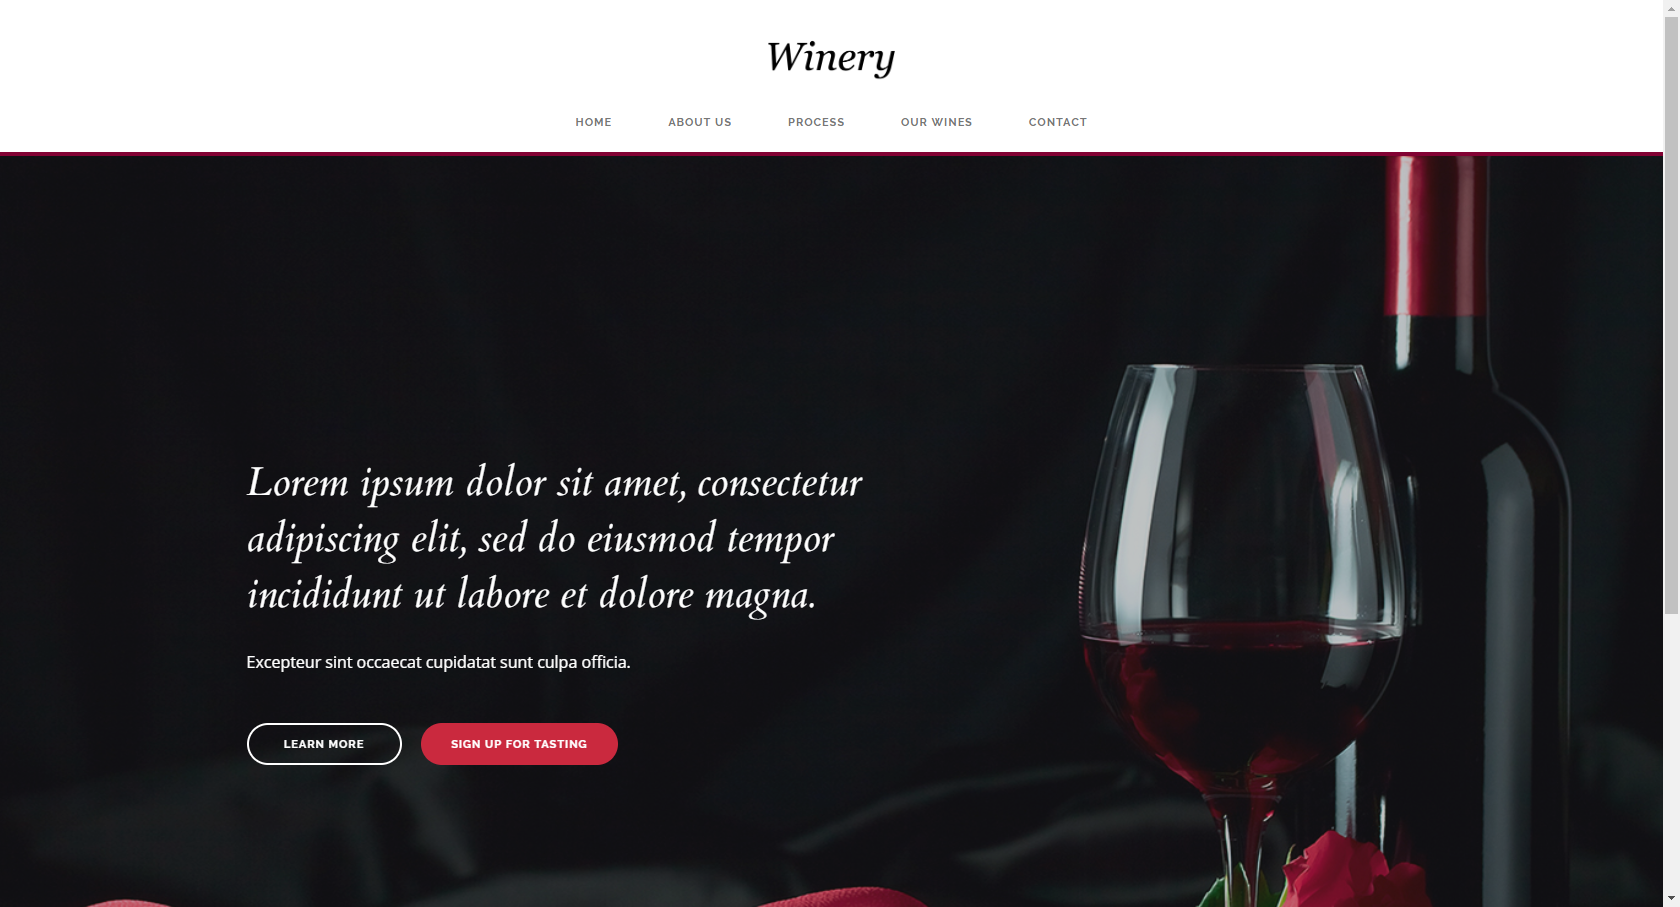 Winery
HOME ABOUT US PROCESS OUR WINES CONTACT
Lorem ipsum dolor sit amet, consectetur
adipiscing elit, sed do eiusmod tempor
incididunt ut labore et dolore magna.
Excepteur sint occaecat cupidatat sunt culpa officia.
LEARN MORE SIGN UP FOR TASTING